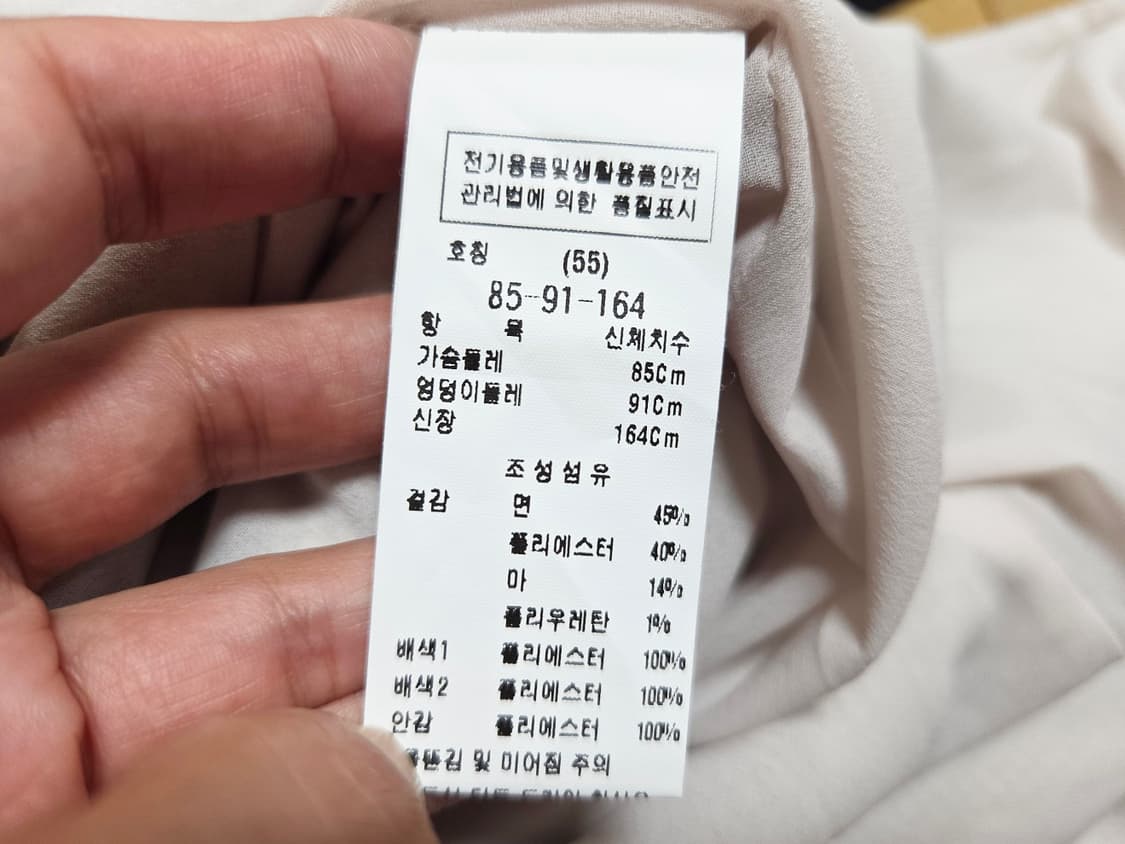 전기용품및생활용품안전
관리법에 의한 품질표시
호칭 (55)
85-91-164
항 목 신체치수
가슴둘레 85Cm
엉덩이둘레 91Cm
신장 164Cm
조성섬유
겉감 면 45%
폴리에스터 40%
마 14%
폴리우레탄 1%
배색1 폴리에스터 100%
배색2 폴리에스터 100%
안감 폴리에스터 100%
및 미어짐 주의